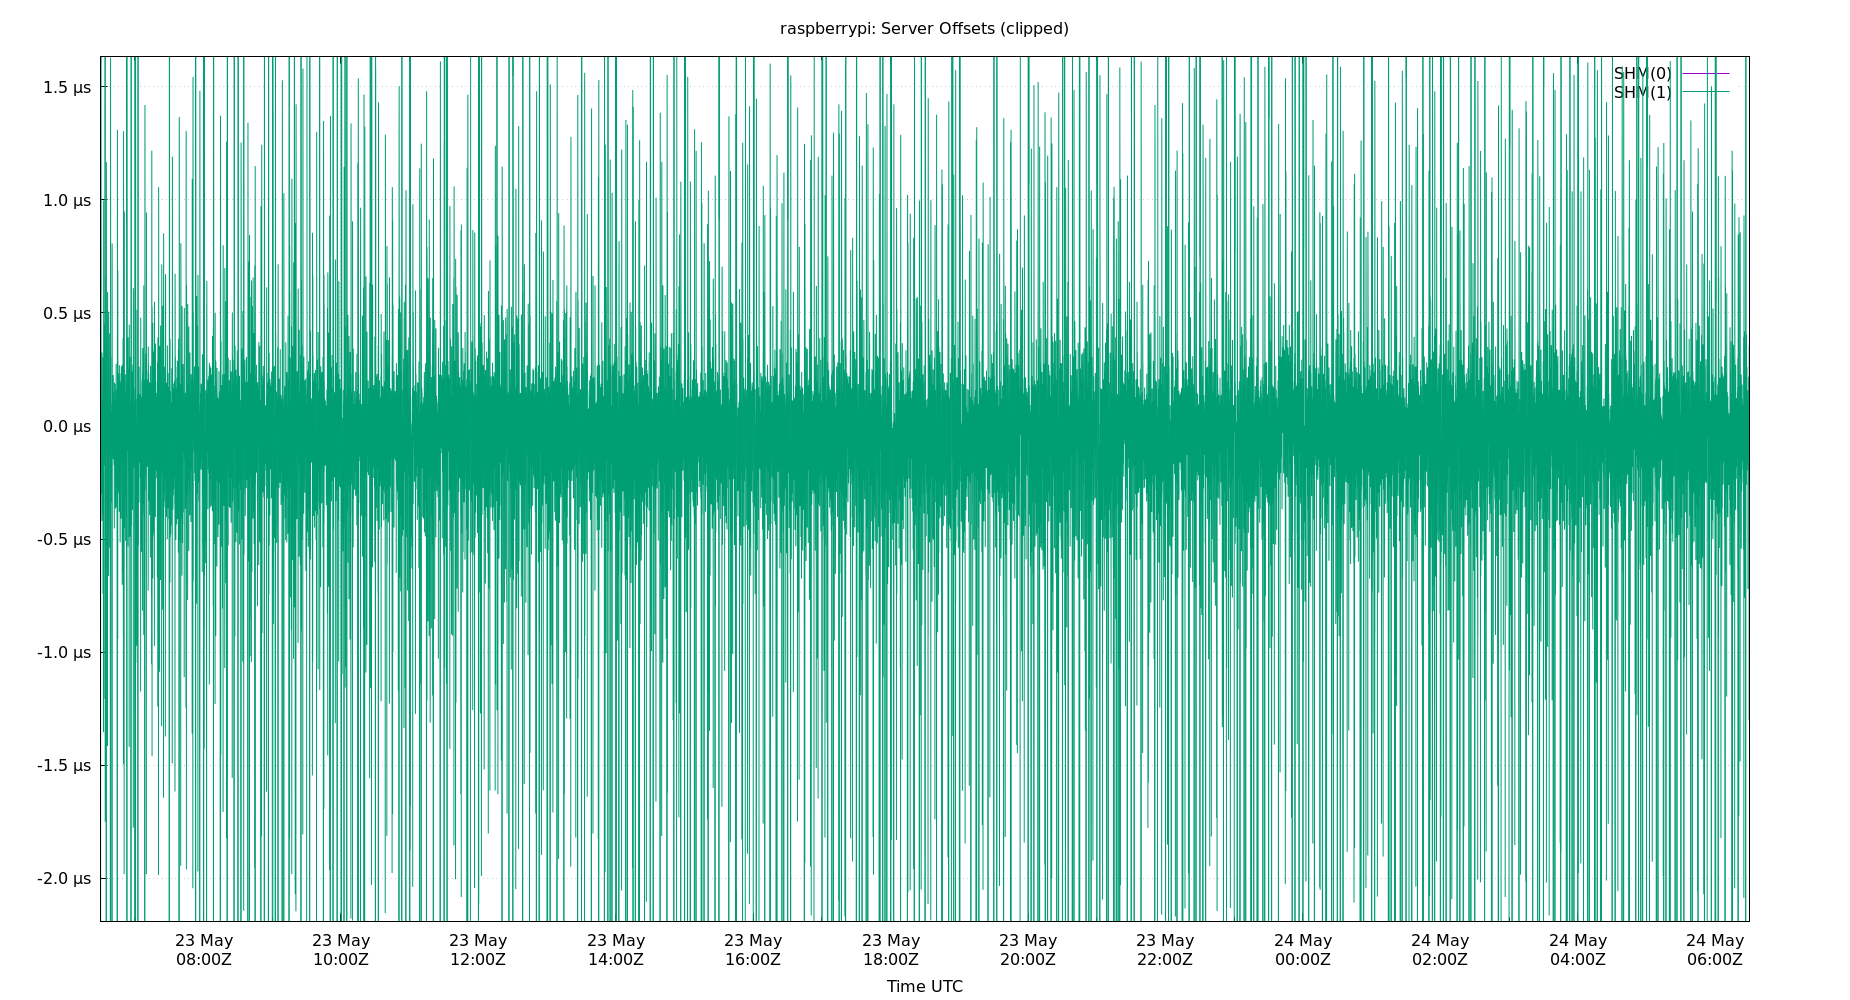 raspberrypi: Server Offsets (clipped)
SHM(0)
SHM(1)
1.5 µs
1.0 µs
0.5 µs
0.0 µs
-0.5 µs
-1.0 µs
-1.5 µs
-2.0 µs
23 May 23 May 23 May 23 May 23 May 23 May 23 May 23 May 24 May 24 May 24 May 24 May
08:00Z 10:00Z 12:00Z 14:00Z 16:00Z 18:00Z 20:00Z 22:00Z 00:00Z 02:00Z 04:00Z 06:00Z
Time UTC